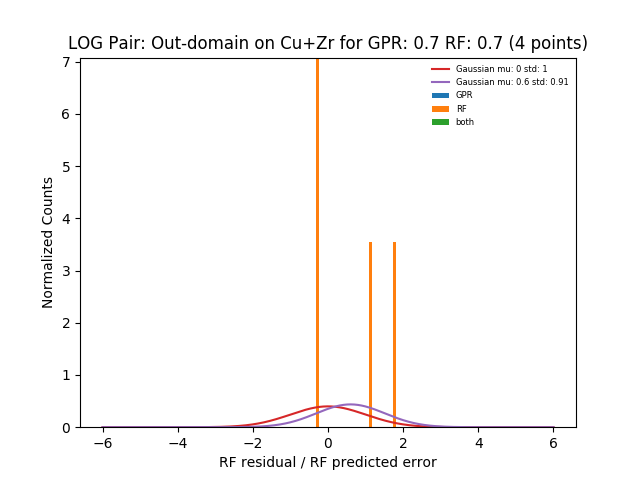 LOG Pair: Out-domain on Cu+Zr for GPR: 0.7 RF: 0.7 (4 points)
Gaussian mu: 0 std: 1
Gaussian mu: 0.6 std: 0.91
GPR
RF
both
Normalized Counts
7
6
5
4
3
2
1
0
−6 −4 −2 0 2 4 6
RF residual / RF predicted error